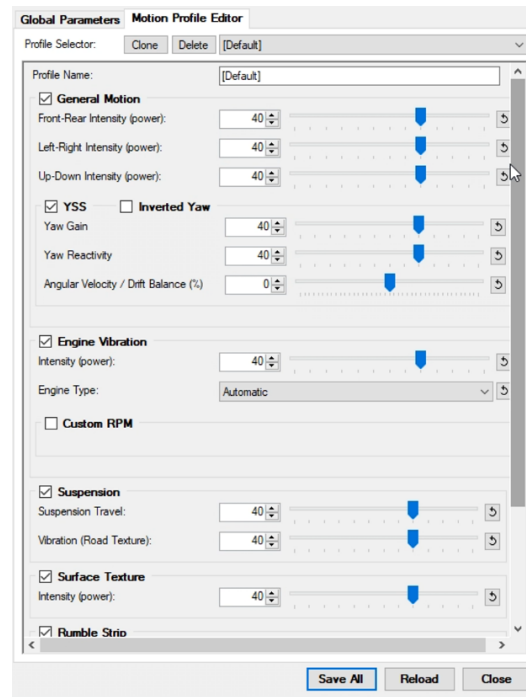 Global Parameters Motion Profile Editor
Profile Selector: Clone Delete [Default]
Profile Name: [Default]
General Motion
Front-Rear Intensity (power): 40
Left-Right Intensity (power): 40
Up-Down Intensity (power): 40
YSS Inverted Yaw
Yaw Gain 40
Yaw Reactivity 40
Angular Velocity / Drift Balance (%) 0
Engine Vibration
Intensity (power): 40
Engine Type: Automatic
Custom RPM
Suspension
Suspension Travel: 40
Vibration (Road Texture): 40
Surface Texture
Intensity (power): 40
Rumble Strip
Save All Reload Close